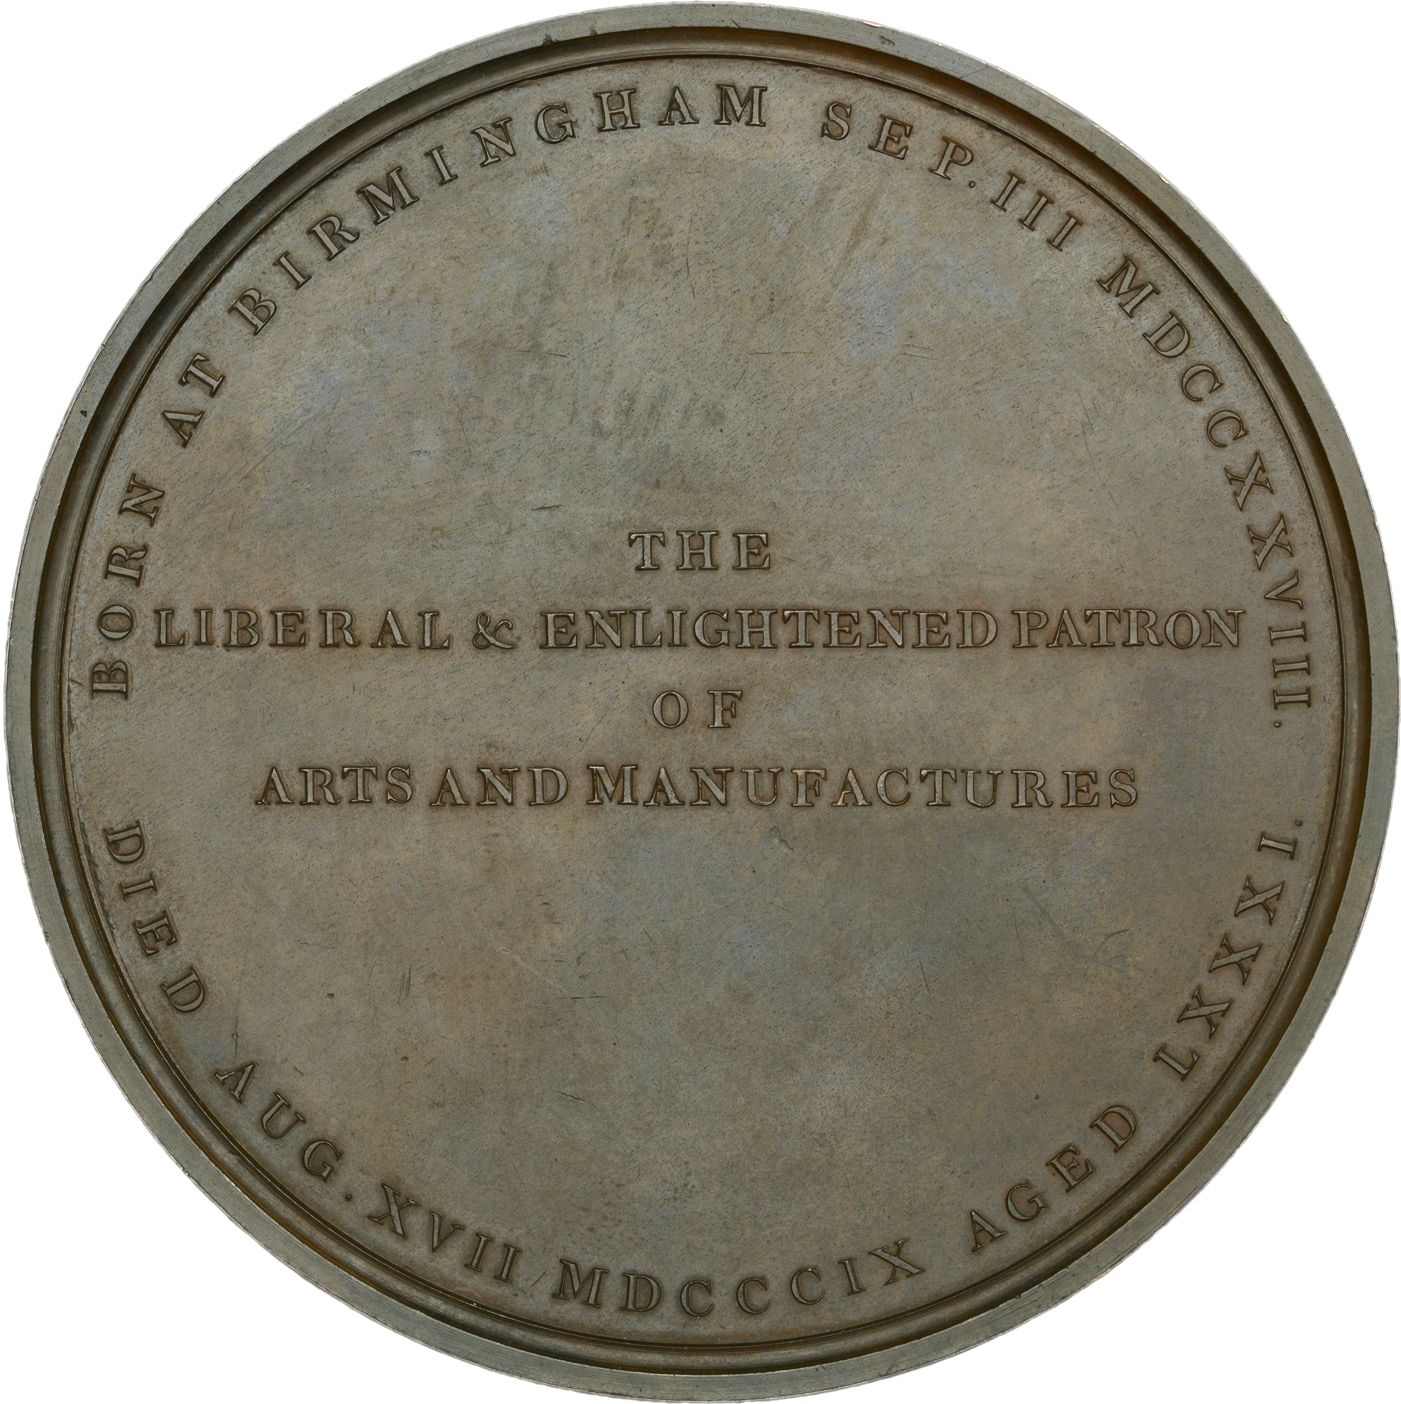 BORN AT BIRMINGHAM SEP. III MDCCXXVIII.
THE
LIBERAL & ENLIGHTENED PATRON
OF
ARTS AND MANUFACTURES
DIED AUG. XVII MDCCCIX AGED LXXXI.